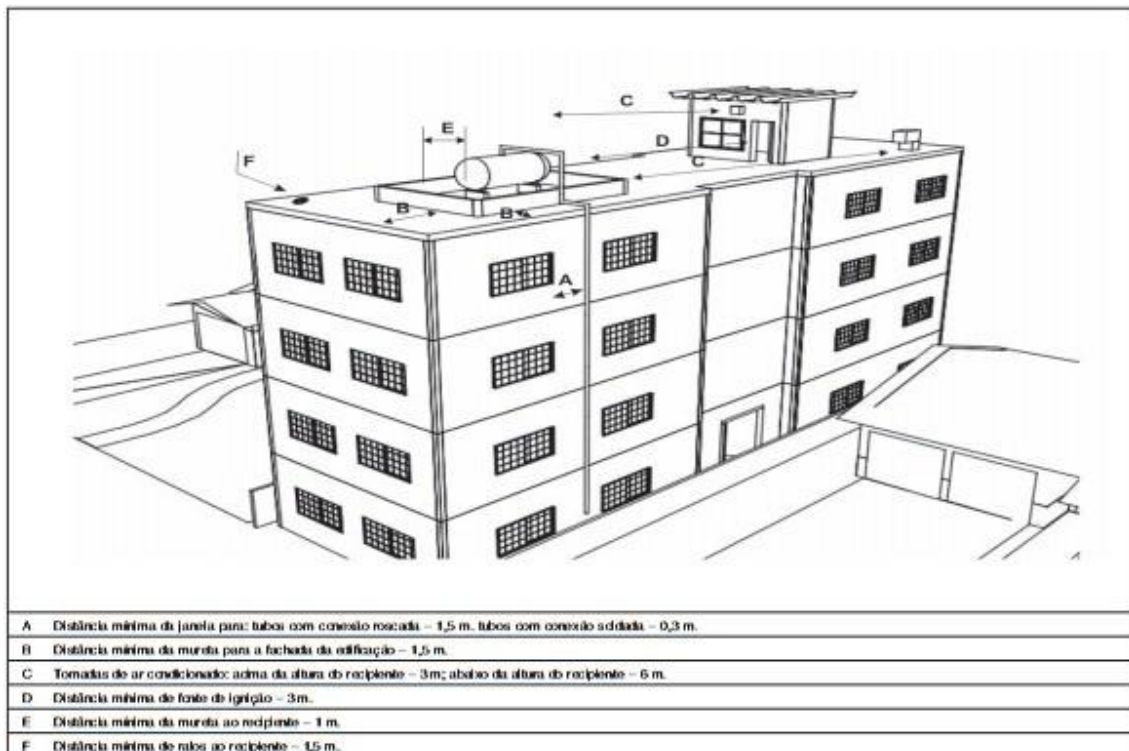 C
E
D
F
C
B
B
A
A Distância mínima da janela para: tubos com conexão roscada – 1,5 m. tubos com conexão soldada – 0,3 m.
B Distância mínima da mureta para a fachada da edificação – 1,5 m.
C Tomadas de ar condicionado: acima da altura do recipiente – 3m; abaixo da altura do recipiente – 6 m.
D Distância mínima de fonte de ignição – 3m.
E Distância mínima da mureta ao recipiente – 1 m.
F Distância mínima de ralos ao recipiente – 1,5 m.